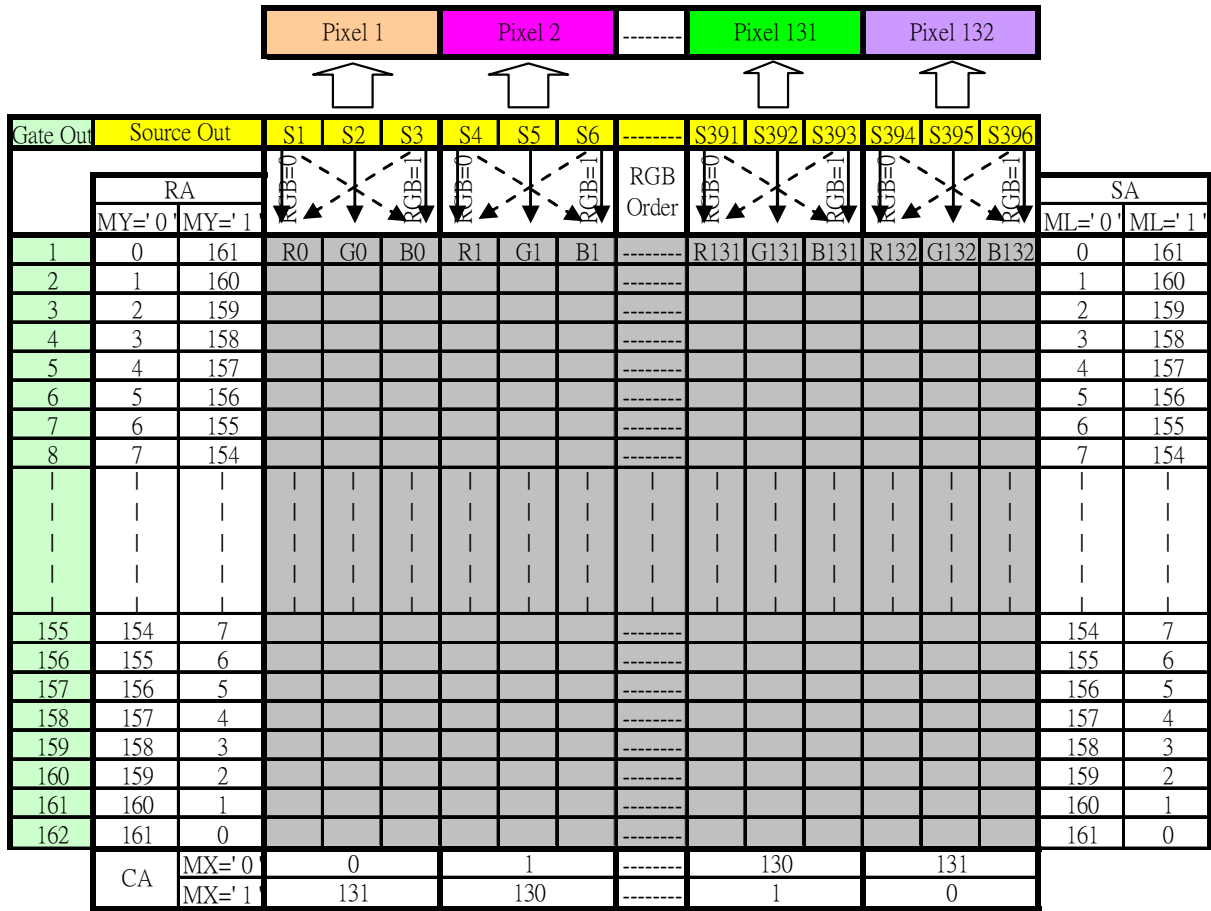 Pixel 1 Pixel 2 -------- Pixel 131 Pixel 132
Gate Out Source Out S1 S2 S3 S4 S5 S6 -------- S391 S392 S393 S394 S395 S396
RGB=0 RGB=1 RGB=0 RGB=1 RGB Order RGB=0 RGB=1 RGB=0 RGB=1
RA SA
MY=' 0 ' MY=' 1 ' ML=' 0 ' ML=' 1 '
1 0 161 R0 G0 B0 R1 G1 B1 -------- R131 G131 B131 R132 G132 B132 0 161
2 1 160 -------- 1 160
3 2 159 -------- 2 159
4 3 158 -------- 3 158
5 4 157 -------- 4 157
6 5 156 -------- 5 156
7 6 155 -------- 6 155
8 7 154 -------- 7 154
| | | | | | | | | | | | | | | | | |
| | | | | | | | | | | | | | | | | |
| | | | | | | | | | | | | | | | | |
| | | | | | | | | | | | | | | | | |
| | | | | | | | | | | | | | | | | |
155 154 7 -------- 154 7
156 155 6 -------- 155 6
157 156 5 -------- 156 5
158 157 4 -------- 157 4
159 158 3 -------- 158 3
160 159 2 -------- 159 2
161 160 1 -------- 160 1
162 161 0 -------- 161 0
CA MX=' 0 ' 0 1 -------- 130 131
MX=' 1 ' 131 130 -------- 1 0